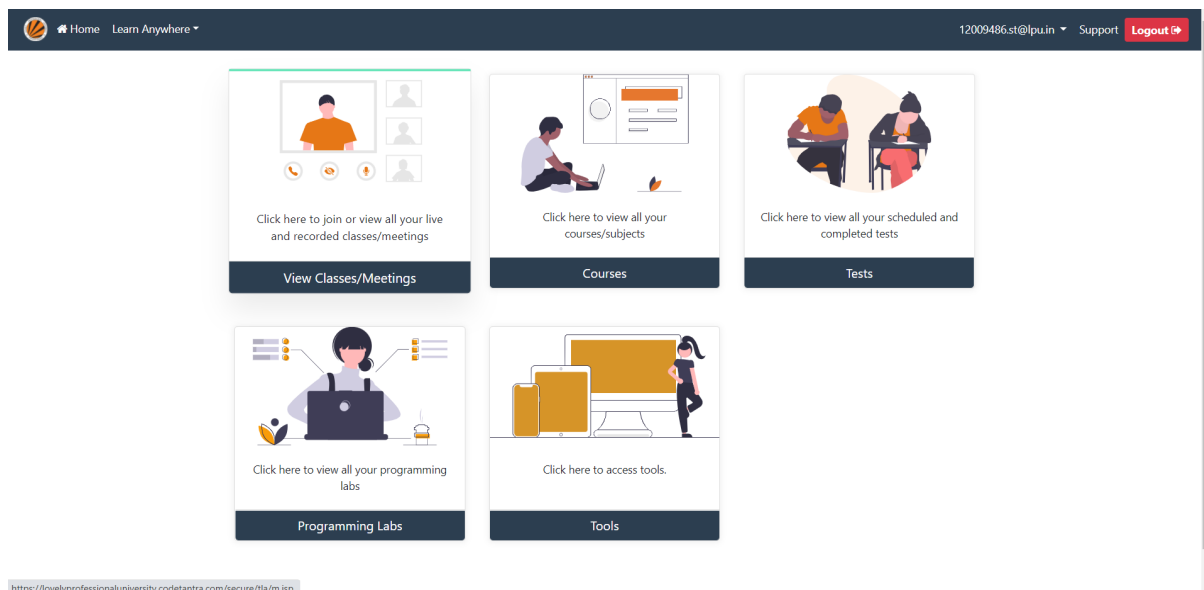 Home Learn Anywhere 12009486.st@lpu.in Support Logout
Click here to join or view all your live
and recorded classes/meetings
View Classes/Meetings
Click here to view all your
courses/subjects
Courses
Click here to view all your scheduled and
completed tests
Tests
Click here to view all your programming
labs
Programming Labs
Click here to access tools.
Tools
https://lovelyprofessionaluniversity.codetantra.com/secure/tla/m.jsp